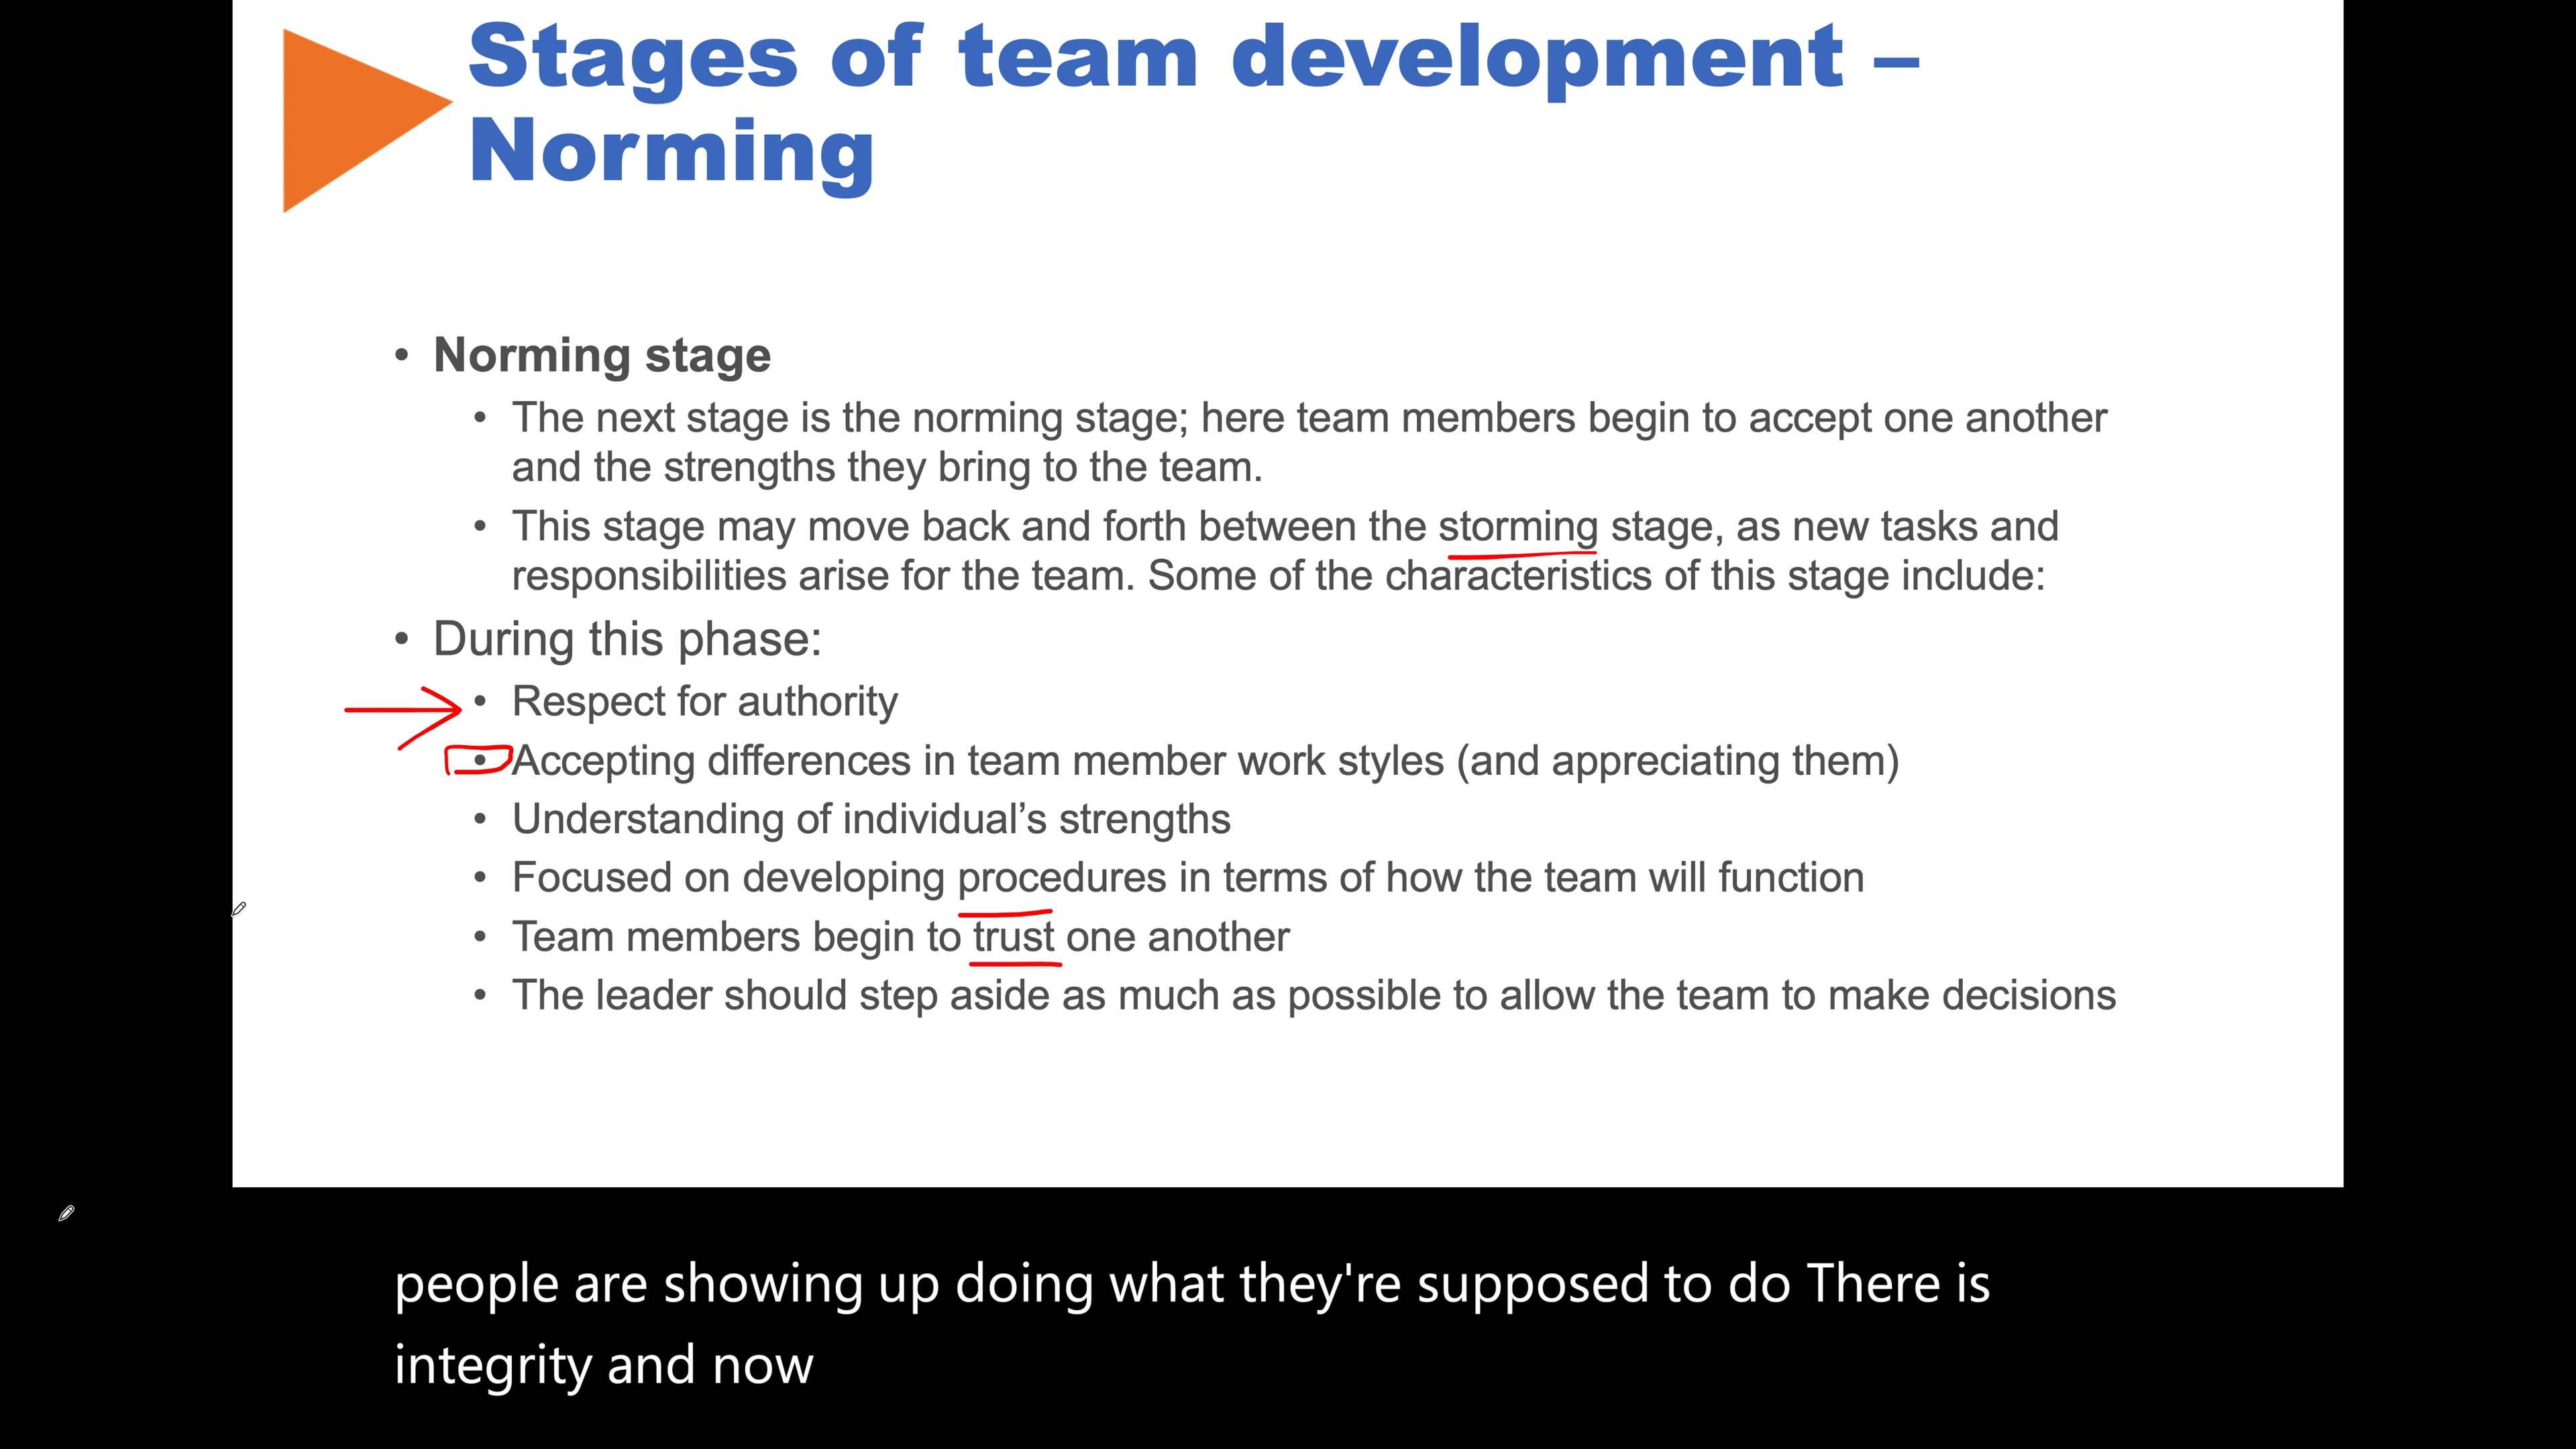 Stages of team development –
Norming
• Norming stage
• The next stage is the norming stage; here team members begin to accept one another
and the strengths they bring to the team.
• This stage may move back and forth between the storming stage, as new tasks and
responsibilities arise for the team. Some of the characteristics of this stage include:
• During this phase:
• Respect for authority
• Accepting differences in team member work styles (and appreciating them)
• Understanding of individual’s strengths
• Focused on developing procedures in terms of how the team will function
• Team members begin to trust one another
• The leader should step aside as much as possible to allow the team to make decisions
people are showing up doing what they're supposed to do There is
integrity and now